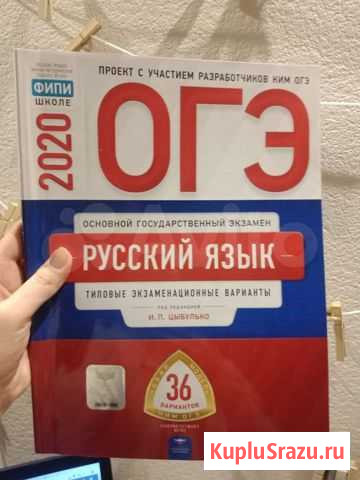 ФИПИ
ШКОЛЕ
2020
ПРОЕКТ С УЧАСТИЕМ РАЗРАБОТЧИКОВ КИМ ОГЭ
ОГЭ
ОСНОВНОЙ ГОСУДАРСТВЕННЫЙ ЭКЗАМЕН
РУССКИЙ ЯЗЫК
ТИПОВЫЕ ЭКЗАМЕНАЦИОННЫЕ ВАРИАНТЫ
ПОД РЕДАКЦИЕЙ
И. П. ЦЫБУЛЬКО
36
ВАРИАНТОВ
Avito
KupluSrazu.ru